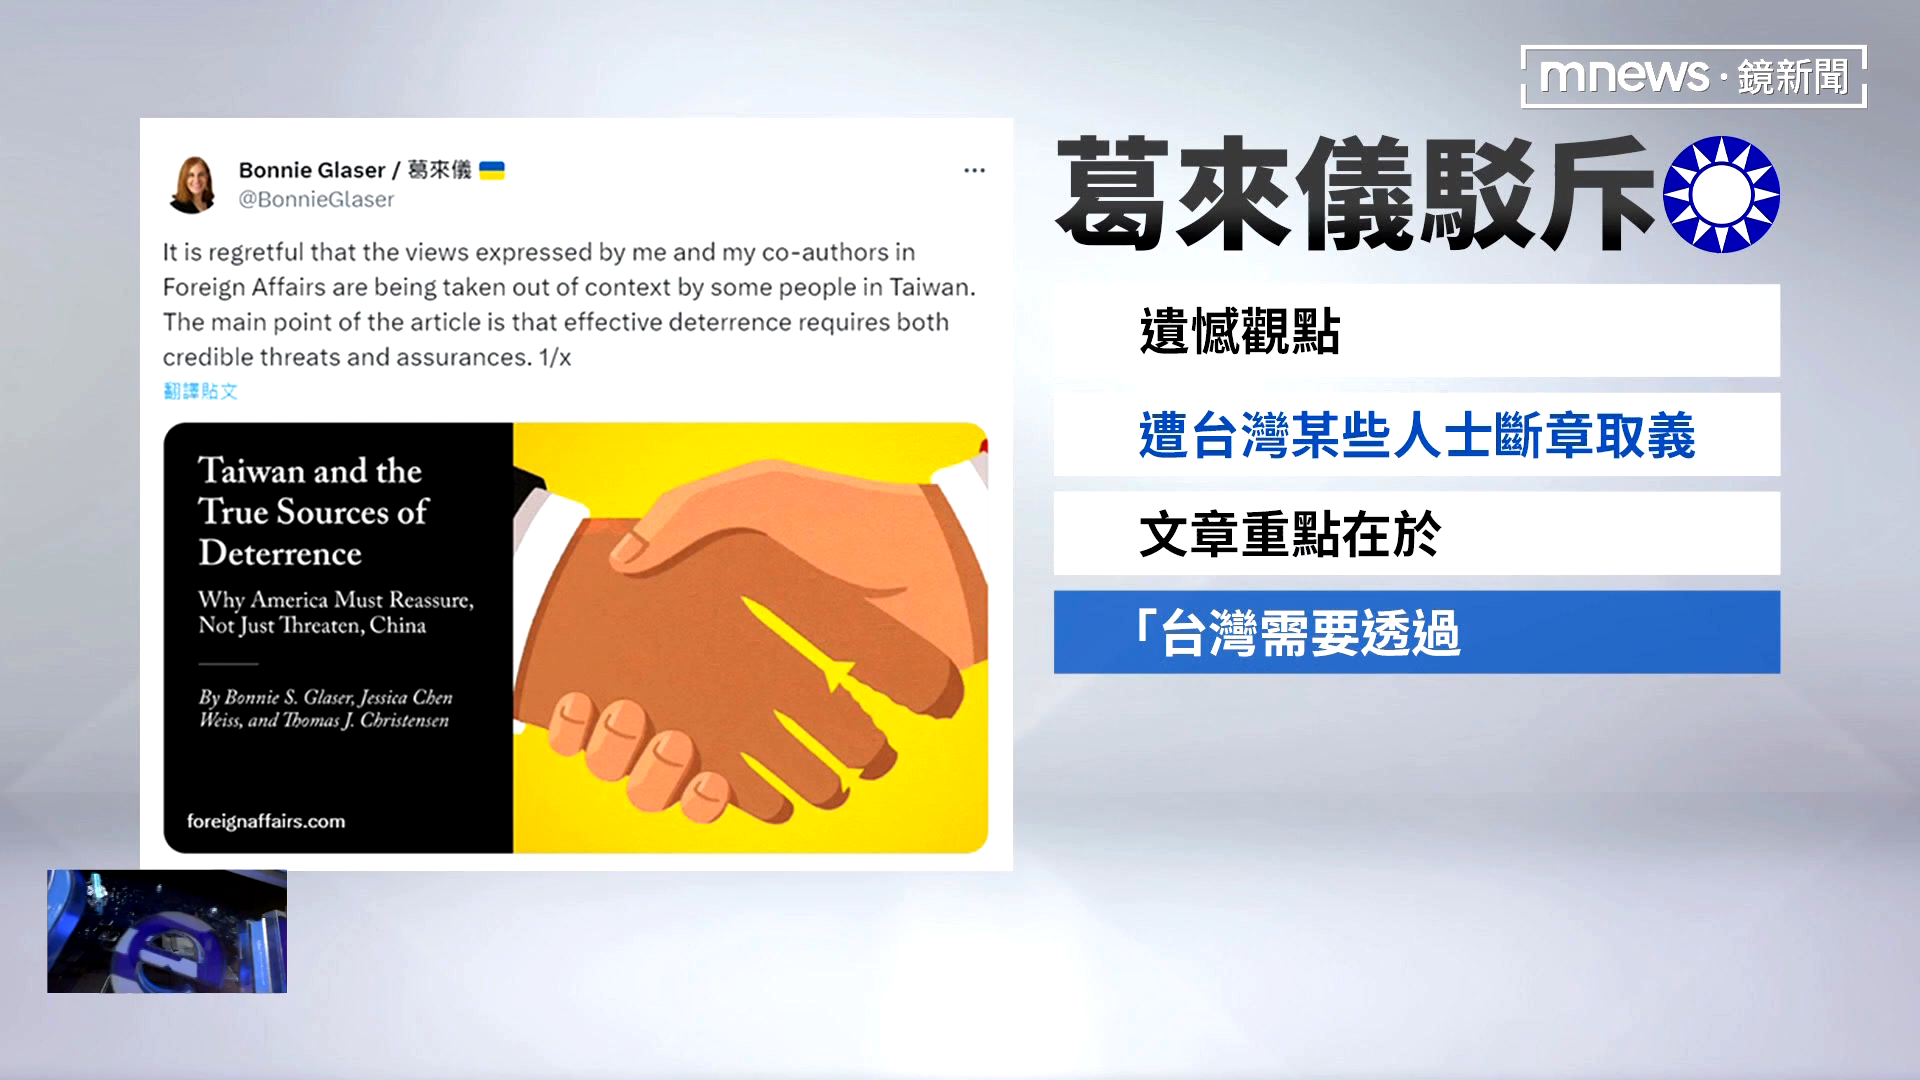 mnews·鏡新聞
Bonnie Glaser / 葛來儀
@BonnieGlaser
It is regretful that the views expressed by me and my co-authors in
Foreign Affairs are being taken out of context by some people in Taiwan.
The main point of the article is that effective deterrence requires both
credible threats and assurances. 1/x
翻譯貼文
Taiwan and the
True Sources of
Deterrence
Why America Must Reassure,
Not Just Threaten, China
By Bonnie S. Glaser, Jessica Chen
Weiss, and Thomas J. Christensen
foreignaffairs.com
葛來儀駁斥
遺憾觀點
遭台灣某些人士斷章取義
文章重點在於
「台灣需要透過